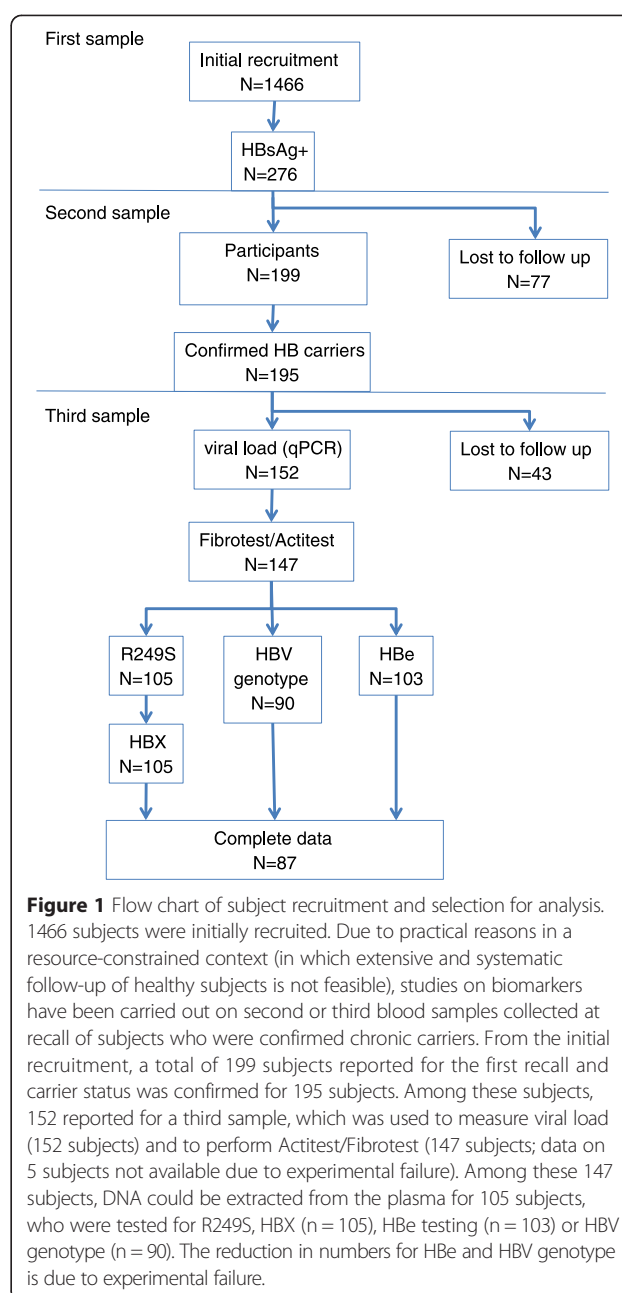 First sample
Initial recruitment
N=1466
HBsAg+
N=276
Second sample
Participants
N=199
Lost to follow up
N=77
Confirmed HB carriers
N=195
Third sample
viral load (qPCR)
N=152
Lost to follow up
N=43
Fibrotest/Actitest
N=147
R249S
N=105
HBV
genotype
N=90
HBe
N=103
HBX
N=105
Complete data
N=87
Figure 1 Flow chart of subject recruitment and selection for analysis.
1466 subjects were initially recruited. Due to practical reasons in a
resource-constrained context (in which extensive and systematic
follow-up of healthy subjects is not feasible), studies on biomarkers
have been carried out on second or third blood samples collected at
recall of subjects who were confirmed chronic carriers. From the initial
recruitment, a total of 199 subjects reported for the first recall and
carrier status was confirmed for 195 subjects. Among these subjects,
152 reported for a third sample, which was used to measure viral load
(152 subjects) and to perform Actitest/Fibrotest (147 subjects; data on
5 subjects not available due to experimental failure). Among these 147
subjects, DNA could be extracted from the plasma for 105 subjects,
who were tested for R249S, HBX (n = 105), HBe testing (n = 103) or HBV
genotype (n = 90). The reduction in numbers for HBe and HBV genotype
is due to experimental failure.